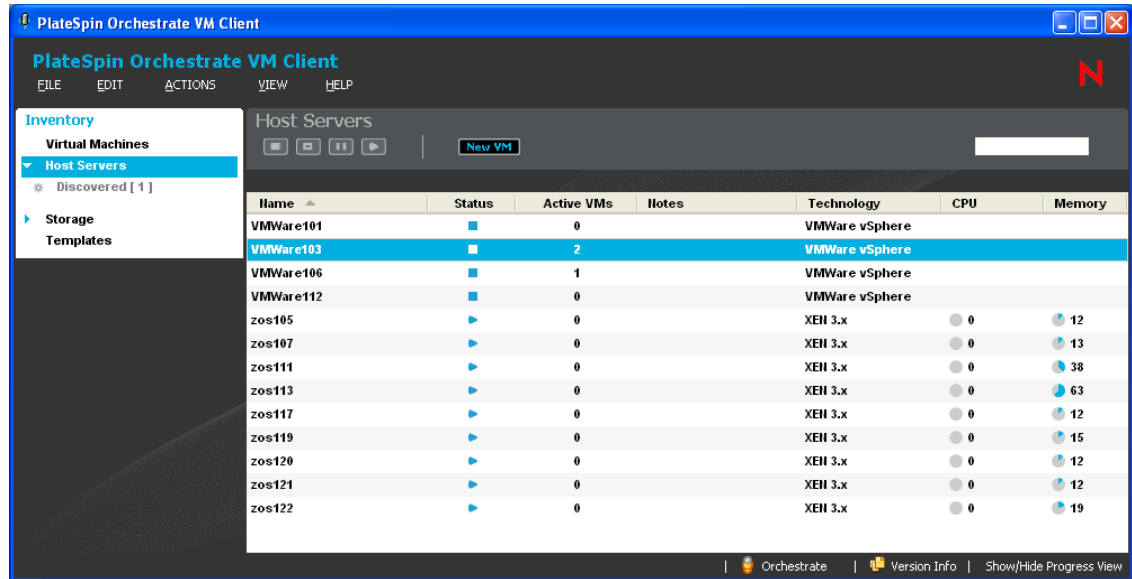 PlateSpin Orchestrate VM Client
PlateSpin Orchestrate VM Client
FILE EDIT ACTIONS VIEW HELP
N
Inventory
Virtual Machines
Host Servers
Discovered [ 1 ]
Storage
Templates
Host Servers
New VM
Name Status Active VMs Notes Technology CPU Memory
VMWare101 0 VMWare vSphere
VMWare103 2 VMWare vSphere
VMWare106 1 VMWare vSphere
VMWare112 0 VMWare vSphere
zos105 0 XEN 3.x 0 12
zos107 0 XEN 3.x 0 13
zos111 0 XEN 3.x 0 38
zos113 0 XEN 3.x 0 63
zos117 0 XEN 3.x 0 12
zos119 0 XEN 3.x 0 15
zos120 0 XEN 3.x 0 12
zos121 0 XEN 3.x 0 12
zos122 0 XEN 3.x 0 19
| Orchestrate | Version Info | Show/Hide Progress View